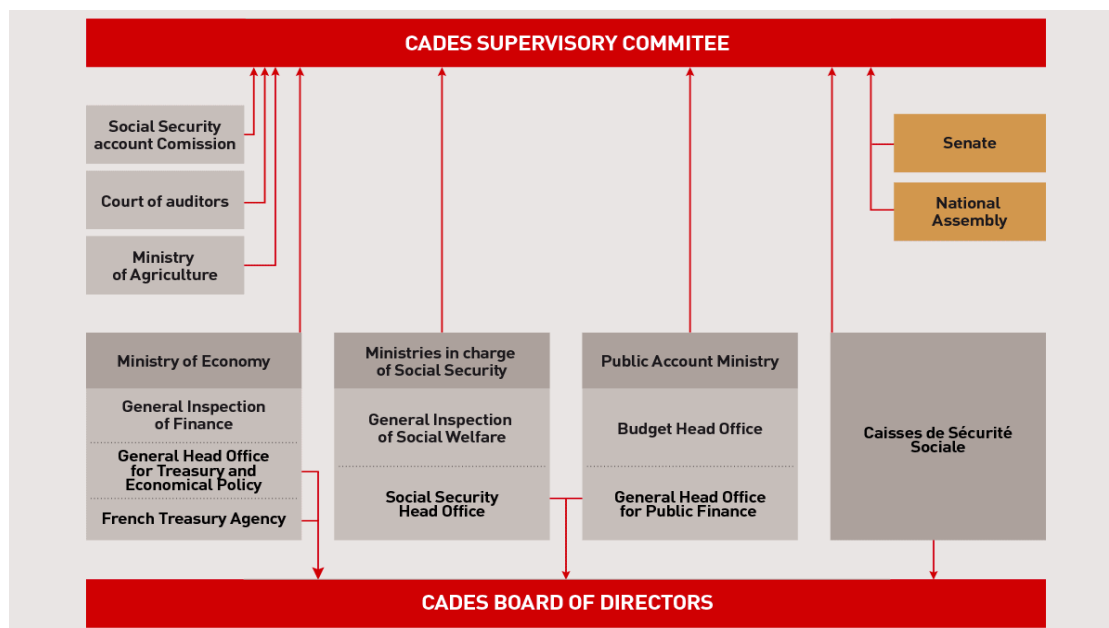 CADES SUPERVISORY COMMITEE
Social Security
account Comission
Court of auditors
Ministry
of Agriculture
Senate
National
Assembly
Ministry of Economy
General Inspection
of Finance
General Head Office
for Treasury and
Economical Policy
French Treasury Agency
Ministries in charge
of Social Security
General Inspection
of Social Welfare
Social Security
Head Office
Public Account Ministry
Budget Head Office
General Head Office
for Public Finance
Caisses de Sécurité
Sociale
CADES BOARD OF DIRECTORS